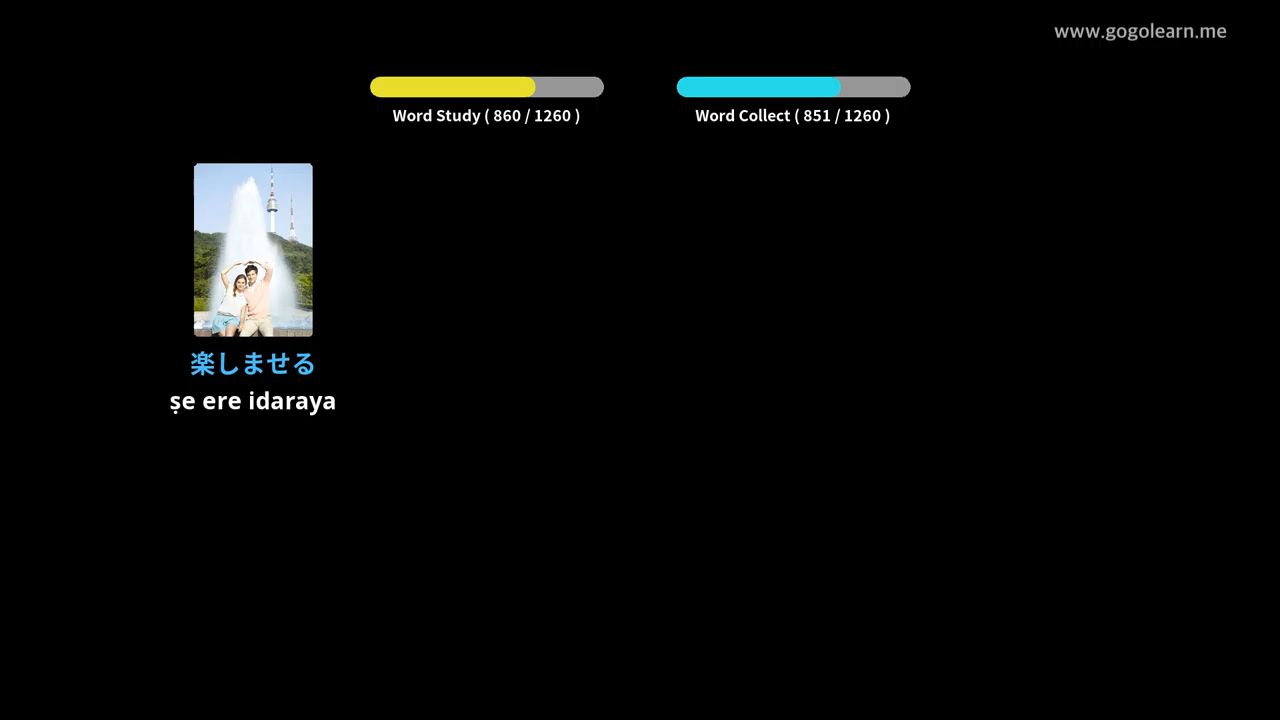 www.gogolearn.me
Word Study ( 860 / 1260 )
Word Collect ( 851 / 1260 )
楽しませる
ṣe ere idaraya